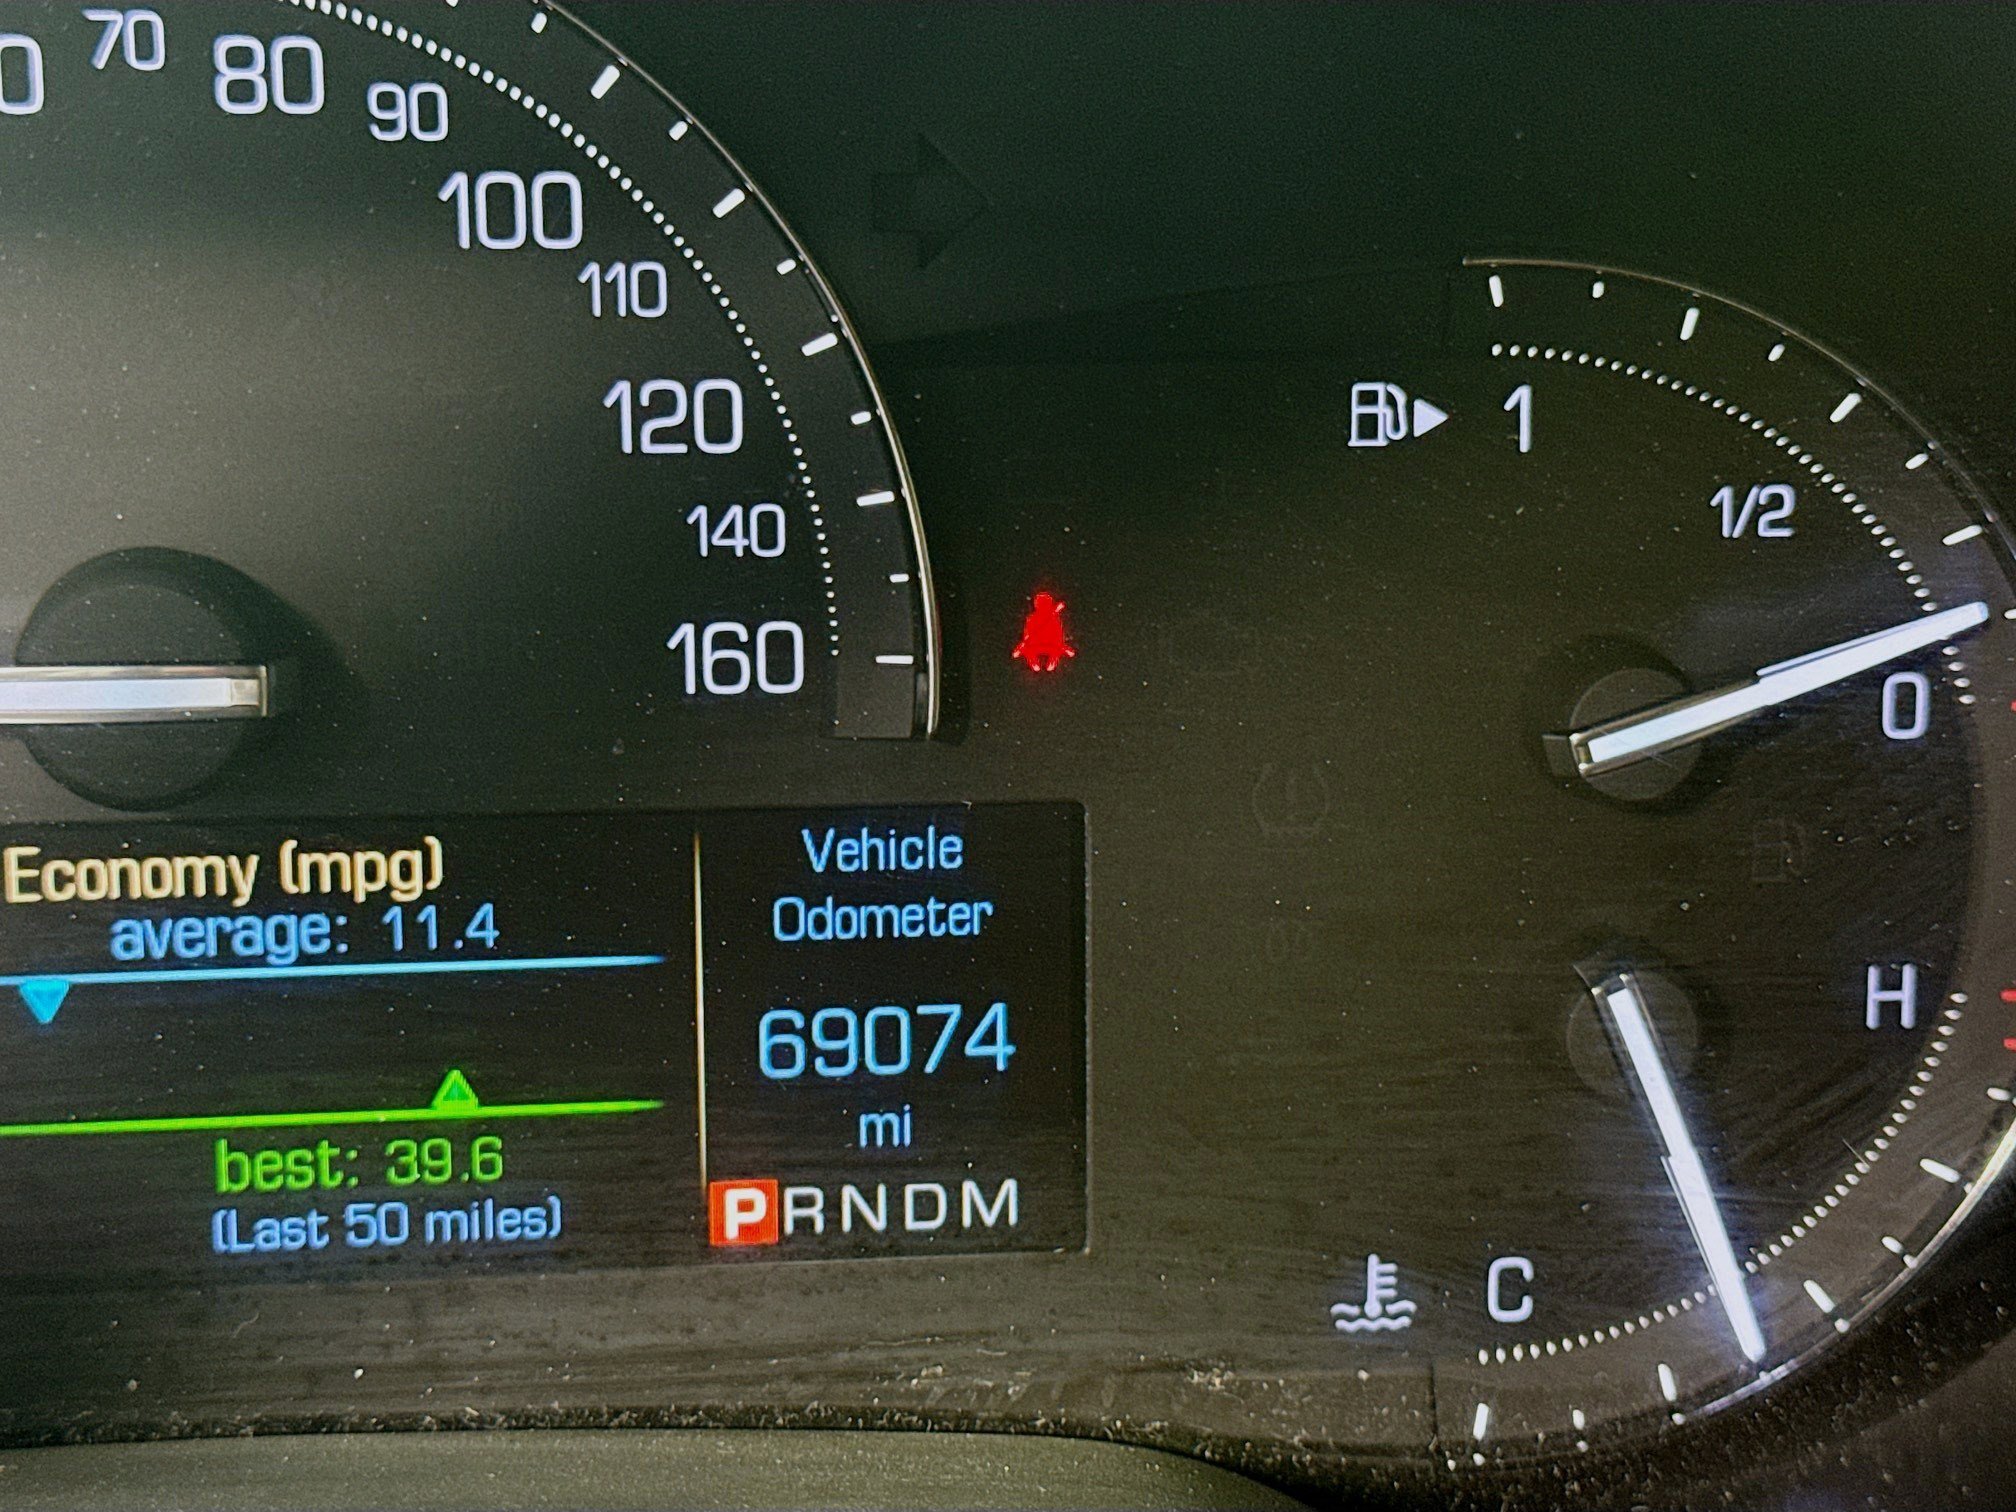 70
80
90
100
110
120
140
160
1
1/2
0
Economy (mpg)
average: 11.4
best: 39.6
(Last 50 miles)
Vehicle
Odometer
69074
mi
PRNDM
H
C